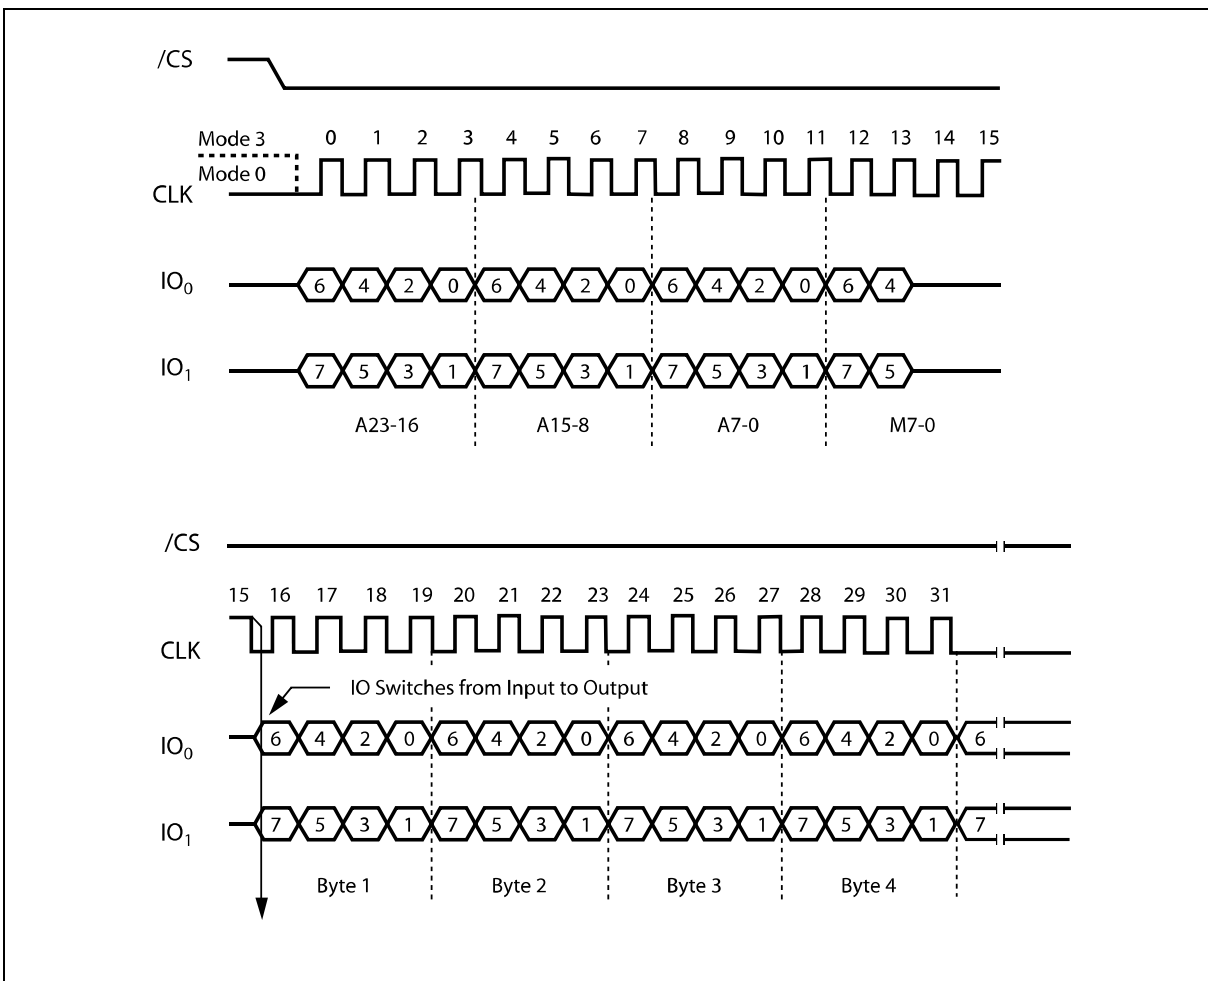 /CS
Mode 3 0 1 2 3 4 5 6 7 8 9 10 11 12 13 14 15
Mode 0
CLK
IO0 6 4 2 0 6 4 2 0 6 4 2 0 6 4
IO1 7 5 3 1 7 5 3 1 7 5 3 1 7 5
A23-16 A15-8 A7-0 M7-0
/CS
15 16 17 18 19 20 21 22 23 24 25 26 27 28 29 30 31
CLK
IO Switches from Input to Output
IO0 6 4 2 0 6 4 2 0 6 4 2 0 6 4 2 0 6
IO1 7 5 3 1 7 5 3 1 7 5 3 1 7 5 3 1 7
Byte 1 Byte 2 Byte 3 Byte 4